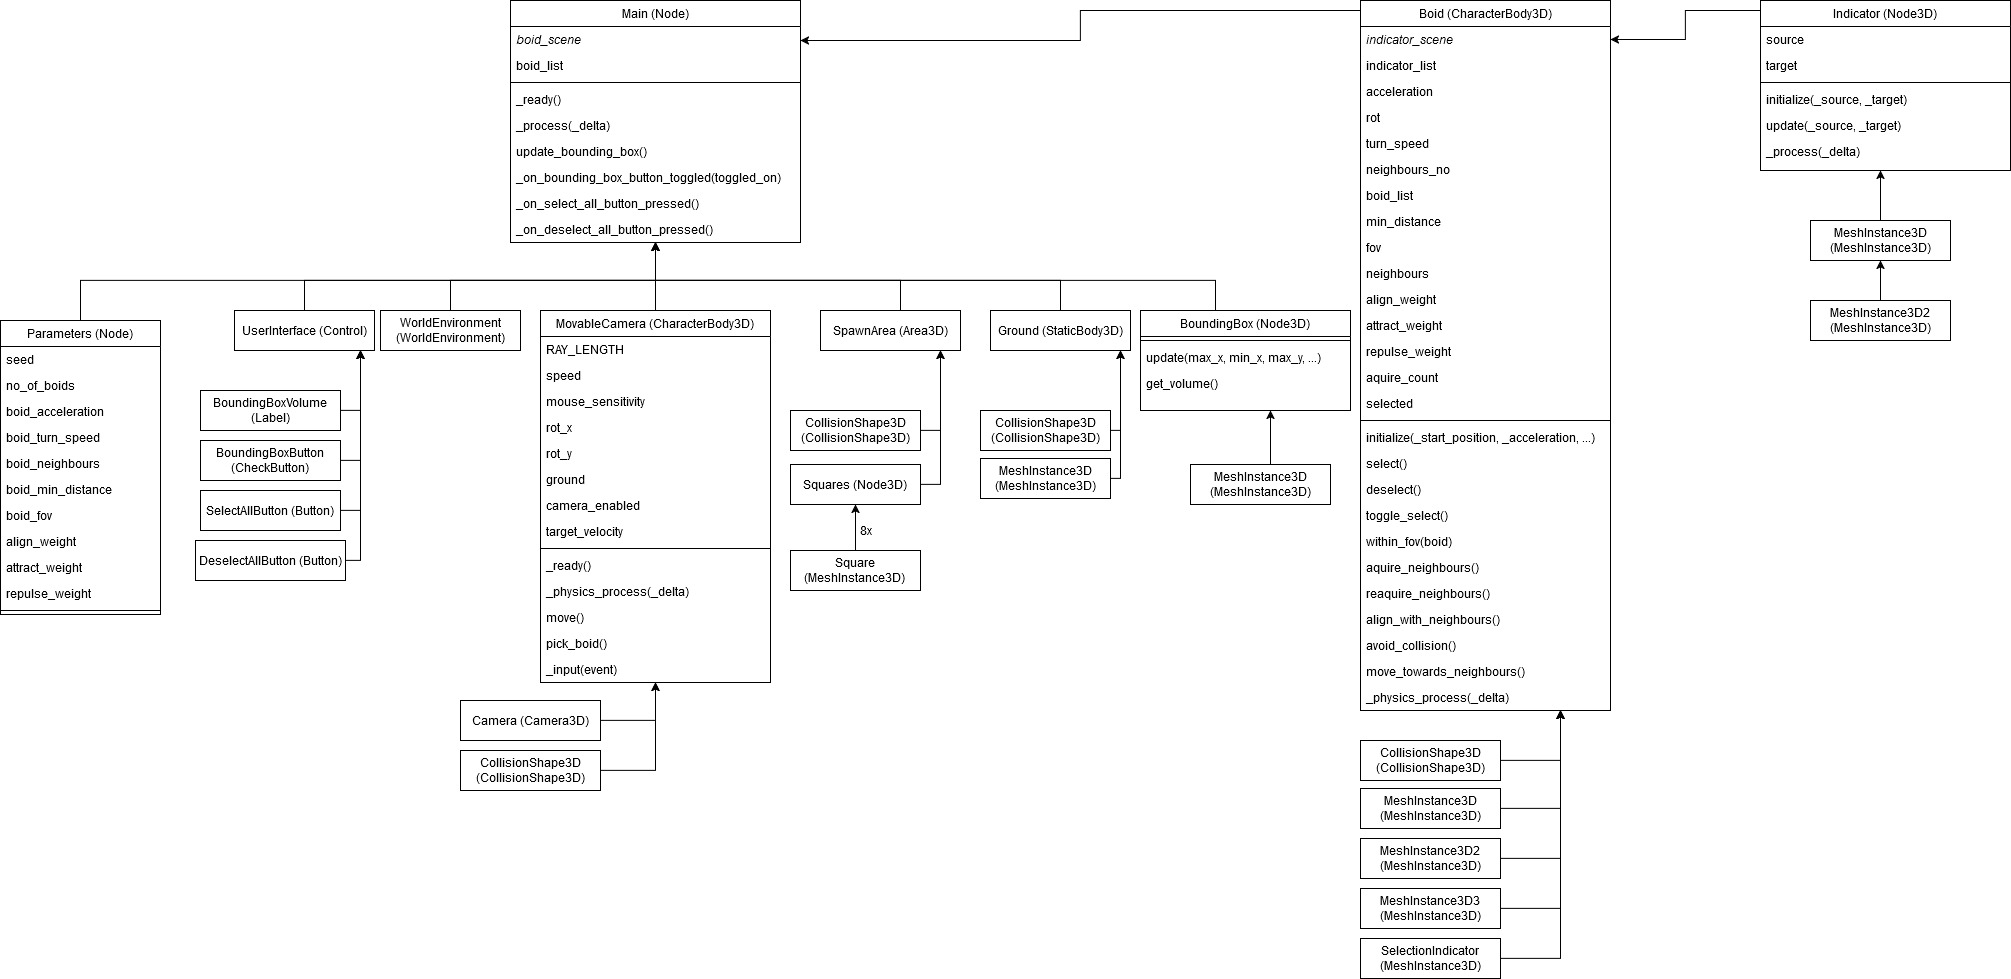 Main (Node)
boid_scene
boid_list
_ready()
_process(_delta)
update_bounding_box()
_on_bounding_box_button_toggled(toggled_on)
_on_select_all_button_pressed()
_on_deselect_all_button_pressed()
Boid (CharacterBody3D)
indicator_scene
indicator_list
acceleration
rot
turn_speed
neighbours_no
boid_list
min_distance
fov
neighbours
align_weight
attract_weight
repulse_weight
aquire_count
selected
initialize(_start_position, _acceleration, ...)
select()
deselect()
toggle_select()
within_fov(boid)
aquire_neighbours()
reaquire_neighbours()
align_with_neighbours()
avoid_collision()
move_towards_neighbours()
_physics_process(_delta)
Indicator (Node3D)
source
target
initialize(_source, _target)
update(_source, _target)
_process(_delta)
MeshInstance3D
(MeshInstance3D)
MeshInstance3D2
(MeshInstance3D)
Parameters (Node)
seed
no_of_boids
boid_acceleration
boid_turn_speed
boid_neighbours
boid_min_distance
boid_fov
align_weight
attract_weight
repulse_weight
UserInterface (Control)
BoundingBoxVolume
(Label)
BoundingBoxButton
(CheckButton)
SelectAllButton (Button)
DeselectAllButton (Button)
WorldEnvironment
(WorldEnvironment)
MovableCamera (CharacterBody3D)
RAY_LENGTH
speed
mouse_sensitivity
rot_x
rot_y
ground
camera_enabled
target_velocity
_ready()
_physics_process(_delta)
move()
pick_boid()
_input(event)
Camera (Camera3D)
CollisionShape3D
(CollisionShape3D)
SpawnArea (Area3D)
CollisionShape3D
(CollisionShape3D)
Squares (Node3D)
8x
Square
(MeshInstance3D)
Ground (StaticBody3D)
CollisionShape3D
(CollisionShape3D)
MeshInstance3D
(MeshInstance3D)
BoundingBox (Node3D)
update(max_x, min_x, max_y, ...)
get_volume()
MeshInstance3D
(MeshInstance3D)
CollisionShape3D
(CollisionShape3D)
MeshInstance3D
(MeshInstance3D)
MeshInstance3D2
(MeshInstance3D)
MeshInstance3D3
(MeshInstance3D)
SelectionIndicator
(MeshInstance3D)